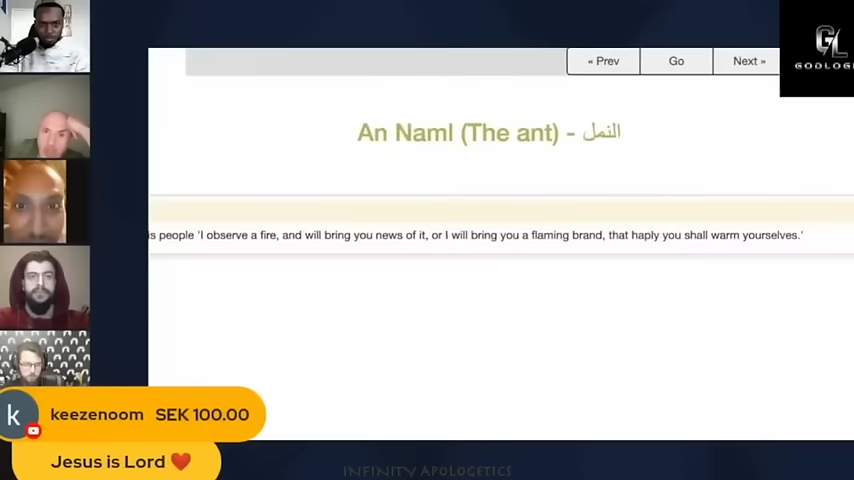 « Prev
Go
Next »
GODLOGI
An Naml (The ant) - النمل
is people 'I observe a fire, and will bring you news of it, or I will bring you a flaming brand, that haply you shall warm yourselves.'
k
keezenoom SEK 100.00
Jesus is Lord ❤️
INFINITY APOLOGETICS